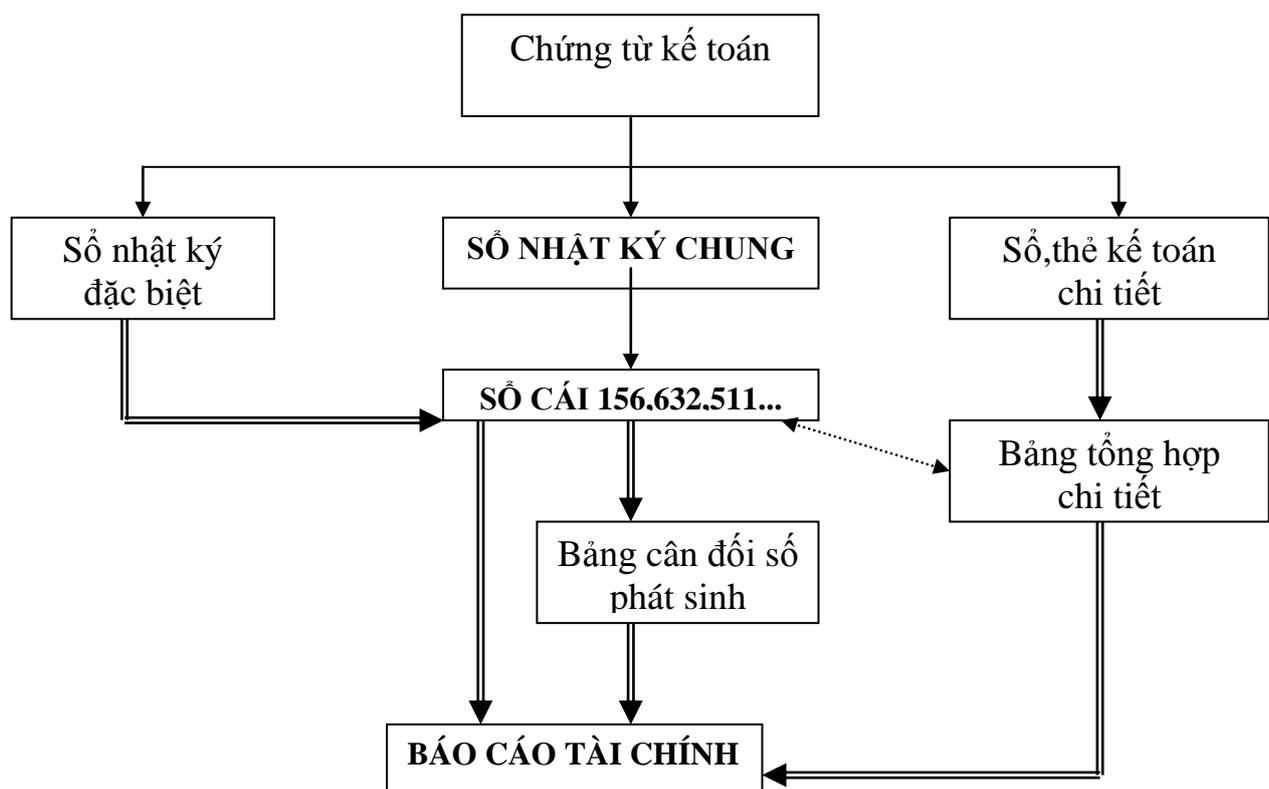 Chứng từ kế toán
Sổ nhật ký
đặc biệt
SỔ NHẬT KÝ CHUNG
Sổ,thẻ kế toán
chi tiết
SỔ CÁI 156,632,511...
Bảng tổng hợp
chi tiết
Bảng cân đối số
phát sinh
BÁO CÁO TÀI CHÍNH